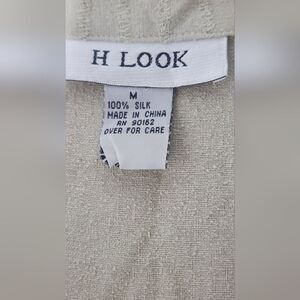 H LOOK
M
100% SILK
MADE IN CHINA
RN 90162
OVER FOR CARE